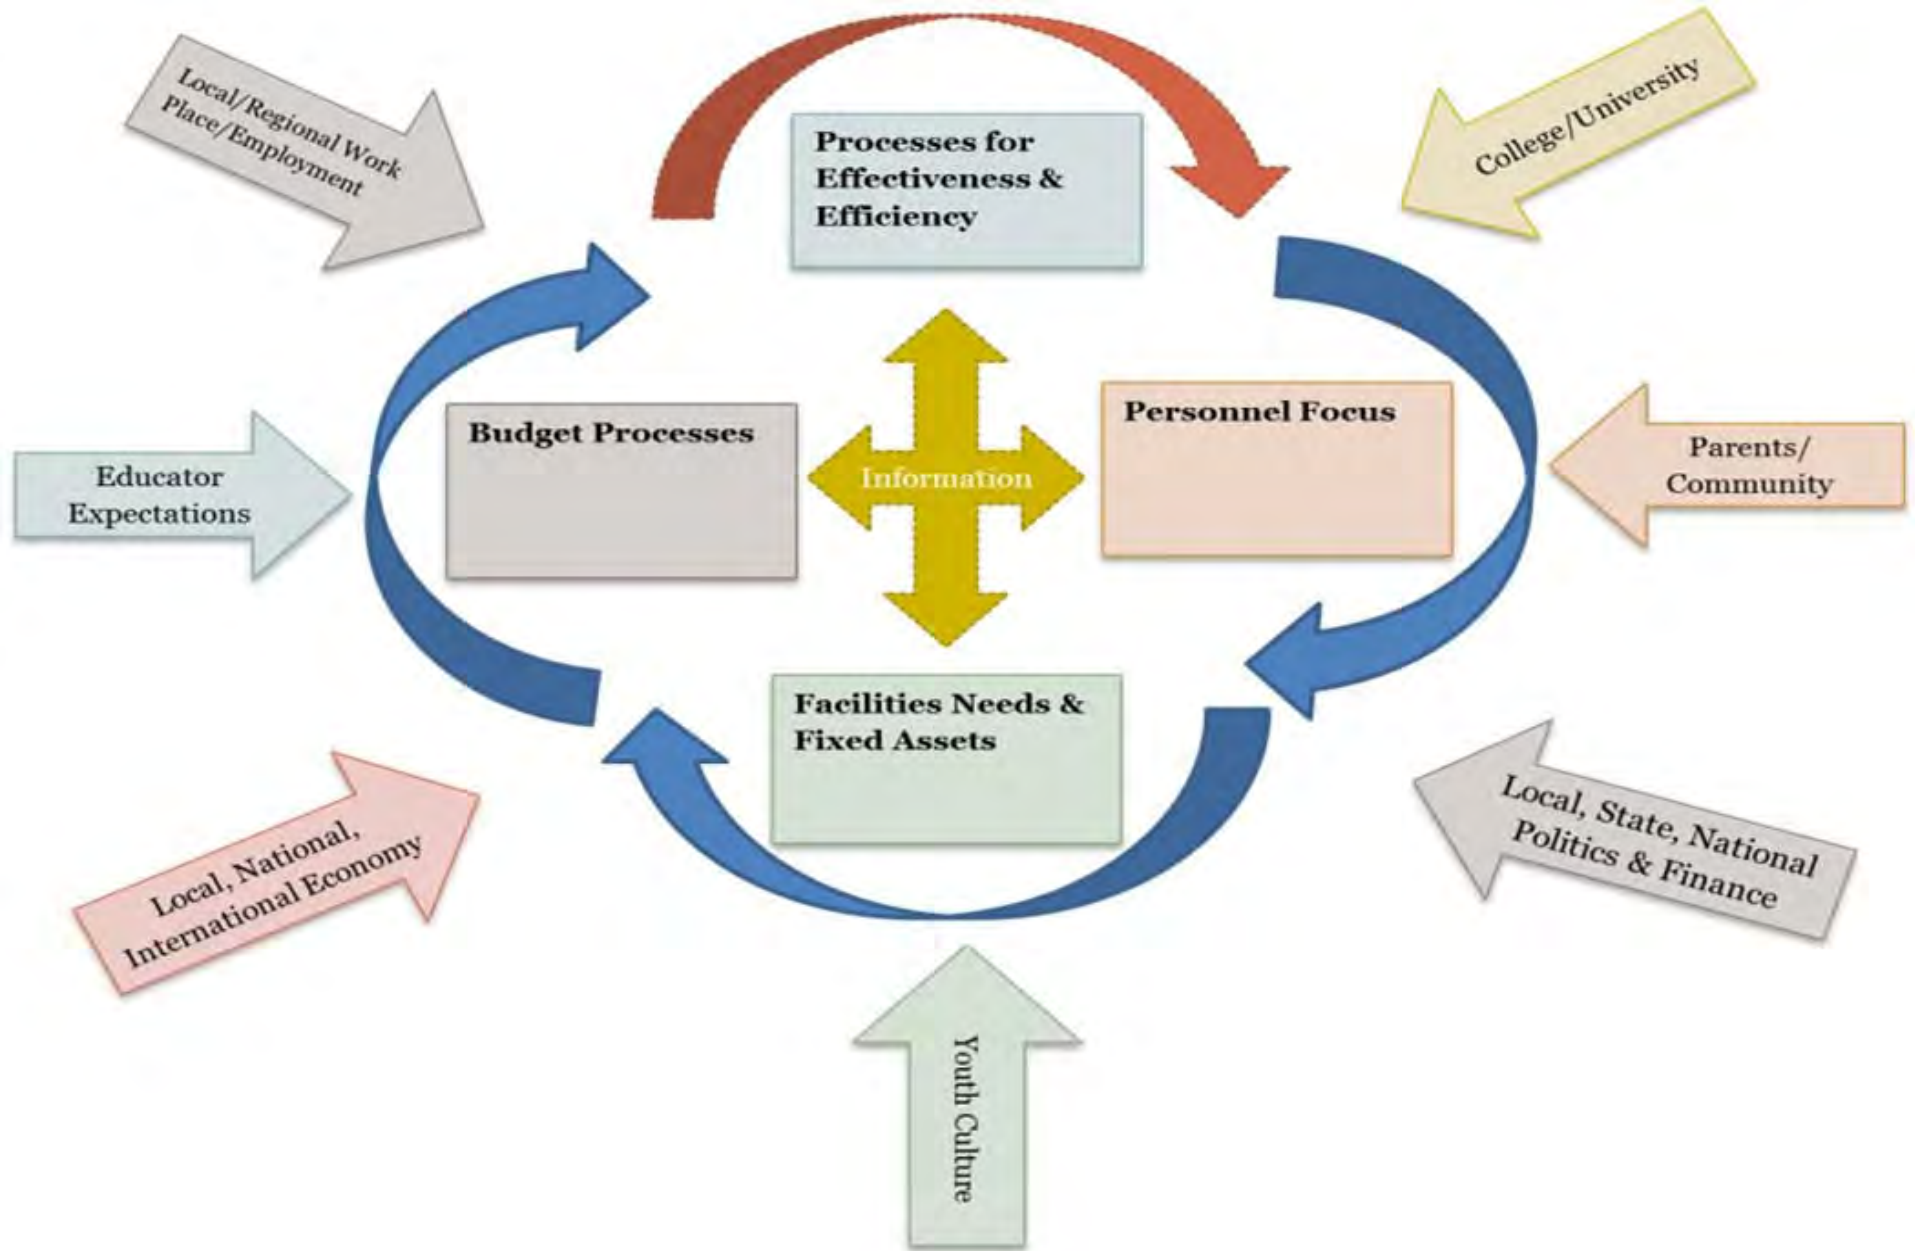 Local/Regional Work
Place/Employment
College/University
Processes for
Effectiveness &
Efficiency
Educator
Expectations
Budget Processes
Information
Personnel Focus
Parents/
Community
Facilities Needs &
Fixed Assets
Local, National,
International Economy
Local, State, National
Politics & Finance
Youth Culture